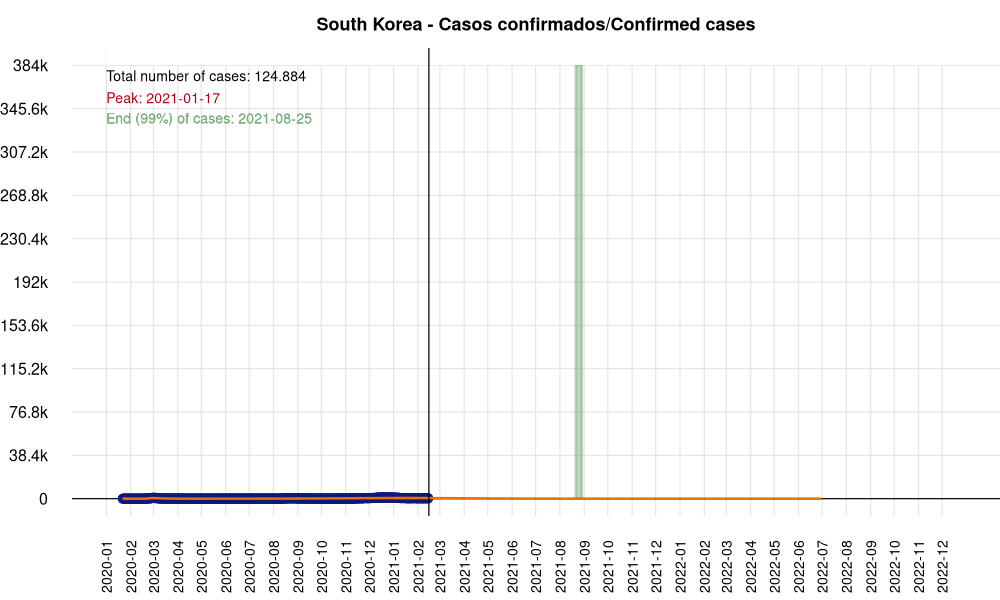 South Korea - Casos confirmados/Confirmed cases
Total number of cases: 124.884
Peak: 2021-01-17
End (99%) of cases: 2021-08-25
384k
345.6k
307.2k
268.8k
230.4k
192k
153.6k
115.2k
76.8k
38.4k
0
2020-01
2020-02
2020-03
2020-04
2020-05
2020-06
2020-07
2020-08
2020-09
2020-10
2020-11
2020-12
2021-01
2021-02
2021-03
2021-04
2021-05
2021-06
2021-07
2021-08
2021-09
2021-10
2021-11
2021-12
2022-01
2022-02
2022-03
2022-04
2022-05
2022-06
2022-07
2022-08
2022-09
2022-10
2022-11
2022-12